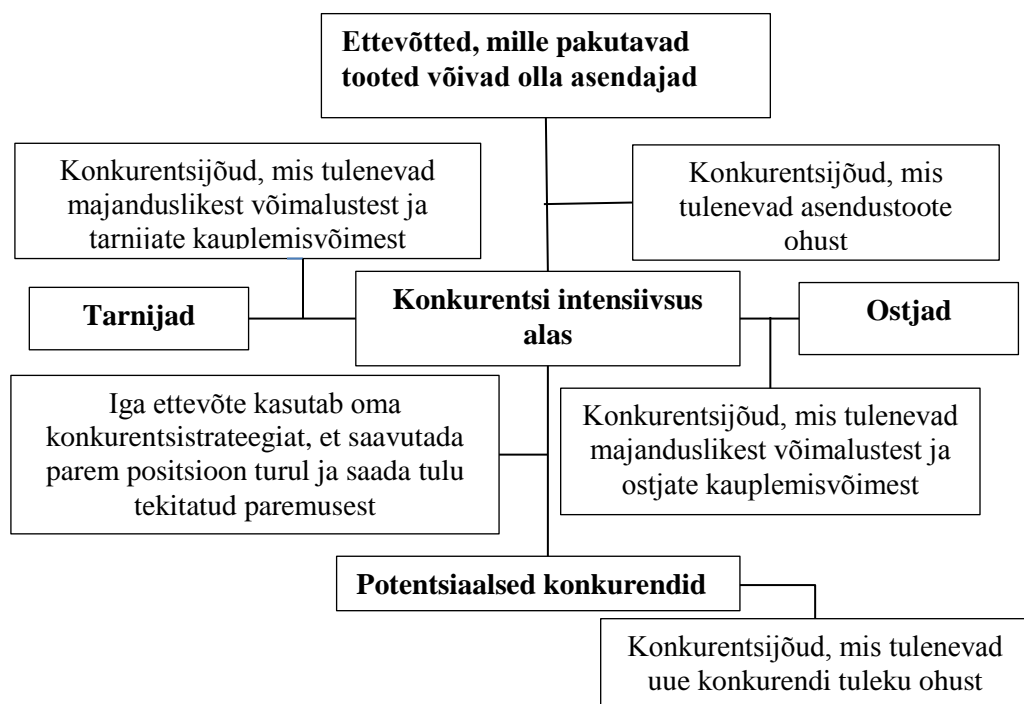 Ettevõtted, mille pakutavad
tooted võivad olla asendajad
Konkurentsijõud, mis tulenevad
majanduslikest võimalustest ja
tarnijate kauplemisvõimest
Konkurentsijõud, mis
tulenevad asendustoote
ohust
Tarnijad
Konkurentsi intensiivsus
alas
Ostjad
Iga ettevõte kasutab oma
konkurentsistrateegiat, et saavutada
parem positsioon turul ja saada tulu
tekitatud paremusest
Konkurentsijõud, mis tulenevad
majanduslikest võimalustest ja
ostjate kauplemisvõimest
Potentsiaalsed konkurendid
Konkurentsijõud, mis tulenevad
uue konkurendi tuleku ohust